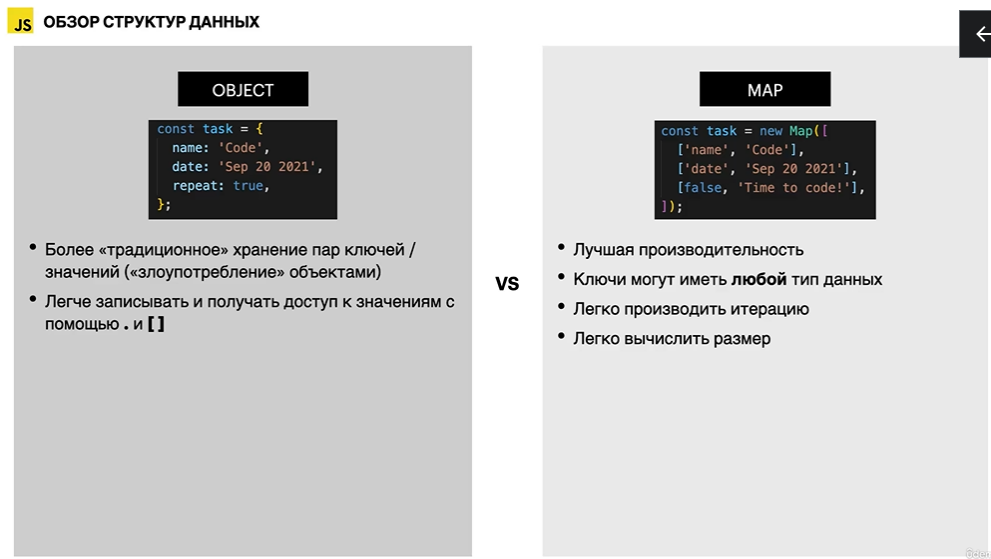 JS ОБЗОР СТРУКТУР ДАННЫХ
OBJECT
const task = {
name: 'Code',
date: 'Sep 20 2021',
repeat: true,
};
• Более «традиционное» хранение пар ключей /
значений («злоупотребление» объектами)
• Легче записывать и получать доступ к значениям с
помощью . и [ ]
VS
MAP
const task = new Map([
['name', 'Code'],
['date', 'Sep 20 2021'],
[false, 'Time to code!'],
]);
• Лучшая производительность
• Ключи могут иметь любой тип данных
• Легко производить итерацию
• Легко вычислить размер